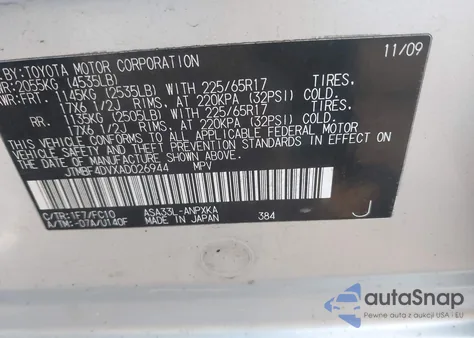 BY: TOYOTA MOTOR CORPORATION 11/09
WR: 2055KG (4535LB)
WR: FRT. 1145KG (2535LB) WITH 225/65R17 TIRES,
17X6 1/2J RIMS, AT 220KPA (32PSI) COLD.
RR. 1135KG (2505LB) WITH 225/65R17 TIRES,
17X6 1/2J RIMS, AT 220KPA (32PSI) COLD.
THIS VEHICLE CONFORMS TO ALL APPLICABLE FEDERAL MOTOR
VEHICLE SAFETY, BUMPER, AND THEFT PREVENTION STANDARDS IN
EFFECT ON THE DATE OF MANUFACTURE SHOWN ABOVE.
JTMBF4DVXAD026944 MPV
C/TR: 1F7/FC10 ASA33L-ANPXKA 384 J
A/TM: -07A/U140F MADE IN JAPAN
autoSnap
Pewne auta z aukcji USA i EU